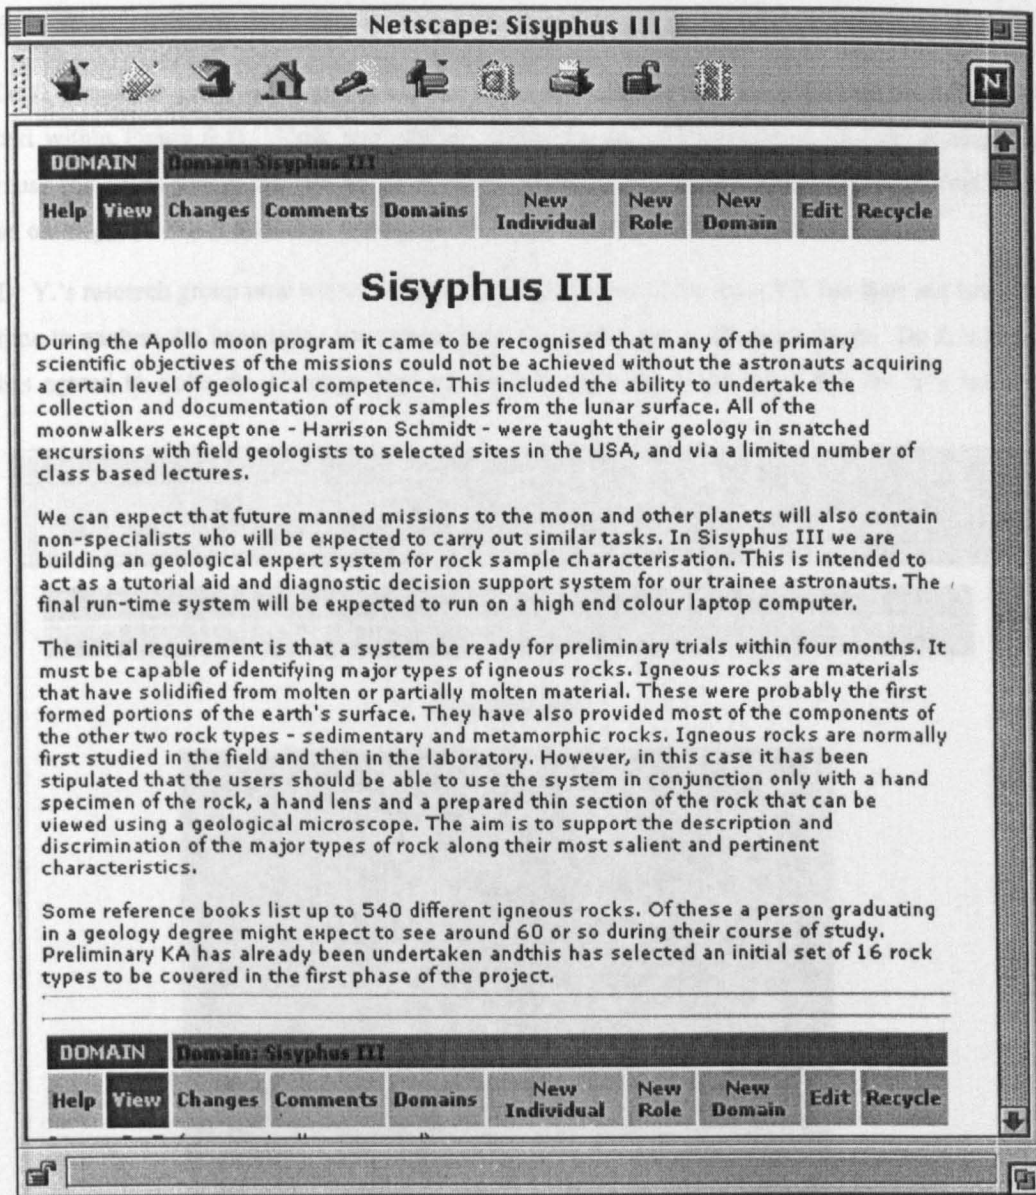 Netscape: Sisyphus III
N
DOMAIN Domain: Sisyphus III
Help View Changes Comments Domains New Individual New Role New Domain Edit Recycle
Sisyphus III
During the Apollo moon program it came to be recognised that many of the primary
scientific objectives of the missions could not be achieved without the astronauts acquiring
a certain level of geological competence. This included the ability to undertake the
collection and documentation of rock samples from the lunar surface. All of the
moonwalkers except one - Harrison Schmidt - were taught their geology in snatched
excursions with field geologists to selected sites in the USA, and via a limited number of
class based lectures.
We can expect that future manned missions to the moon and other planets will also contain
non-specialists who will be expected to carry out similar tasks. In Sisyphus III we are
building an geological expert system for rock sample characterisation. This is intended to
act as a tutorial aid and diagnostic decision support system for our trainee astronauts. The
final run-time system will be expected to run on a high end colour laptop computer.
The initial requirement is that a system be ready for preliminary trials within four months. It
must be capable of identifying major types of igneous rocks. Igneous rocks are materials
that have solidified from molten or partially molten material. These were probably the first
formed portions of the earth's surface. They have also provided most of the components of
the other two rock types - sedimentary and metamorphic rocks. Igneous rocks are normally
first studied in the field and then in the laboratory. However, in this case it has been
stipulated that the users should be able to use the system in conjunction only with a hand
specimen of the rock, a hand lens and a prepared thin section of the rock that can be
viewed using a geological microscope. The aim is to support the description and
discrimination of the major types of rock along their most salient and pertinent
characteristics.
Some reference books list up to 540 different igneous rocks. Of these a person graduating
in a geology degree might expect to see around 60 or so during their course of study.
Preliminary KA has already been undertaken andthis has selected an initial set of 16 rock
types to be covered in the first phase of the project.
DOMAIN Domain: Sisyphus III
Help View Changes Comments Domains New Individual New Role New Domain Edit Recycle